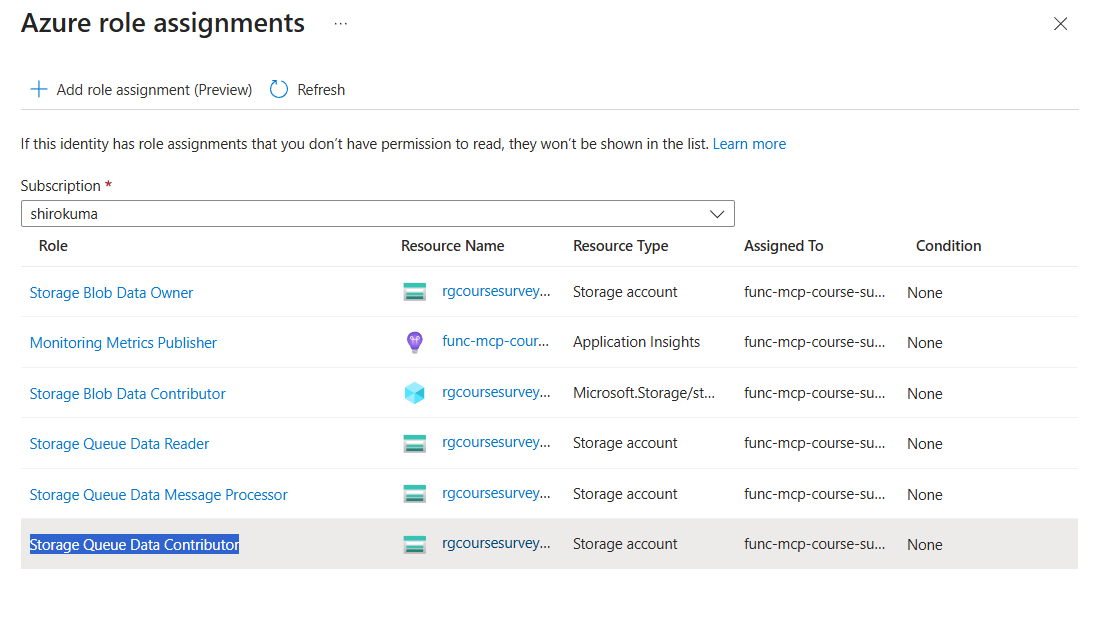 Azure role assignments ...
Add role assignment (Preview) Refresh
If this identity has role assignments that you don't have permission to read, they won't be shown in the list. Learn more
Subscription *
shirokuma
Role Resource Name Resource Type Assigned To Condition
Storage Blob Data Owner rgcoursesurvey... Storage account func-mcp-course-su... None
Monitoring Metrics Publisher func-mcp-cour... Application Insights func-mcp-course-su... None
Storage Blob Data Contributor rgcoursesurvey... Microsoft.Storage/st... func-mcp-course-su... None
Storage Queue Data Reader rgcoursesurvey... Storage account func-mcp-course-su... None
Storage Queue Data Message Processor rgcoursesurvey... Storage account func-mcp-course-su... None
Storage Queue Data Contributor rgcoursesurvey... Storage account func-mcp-course-su... None